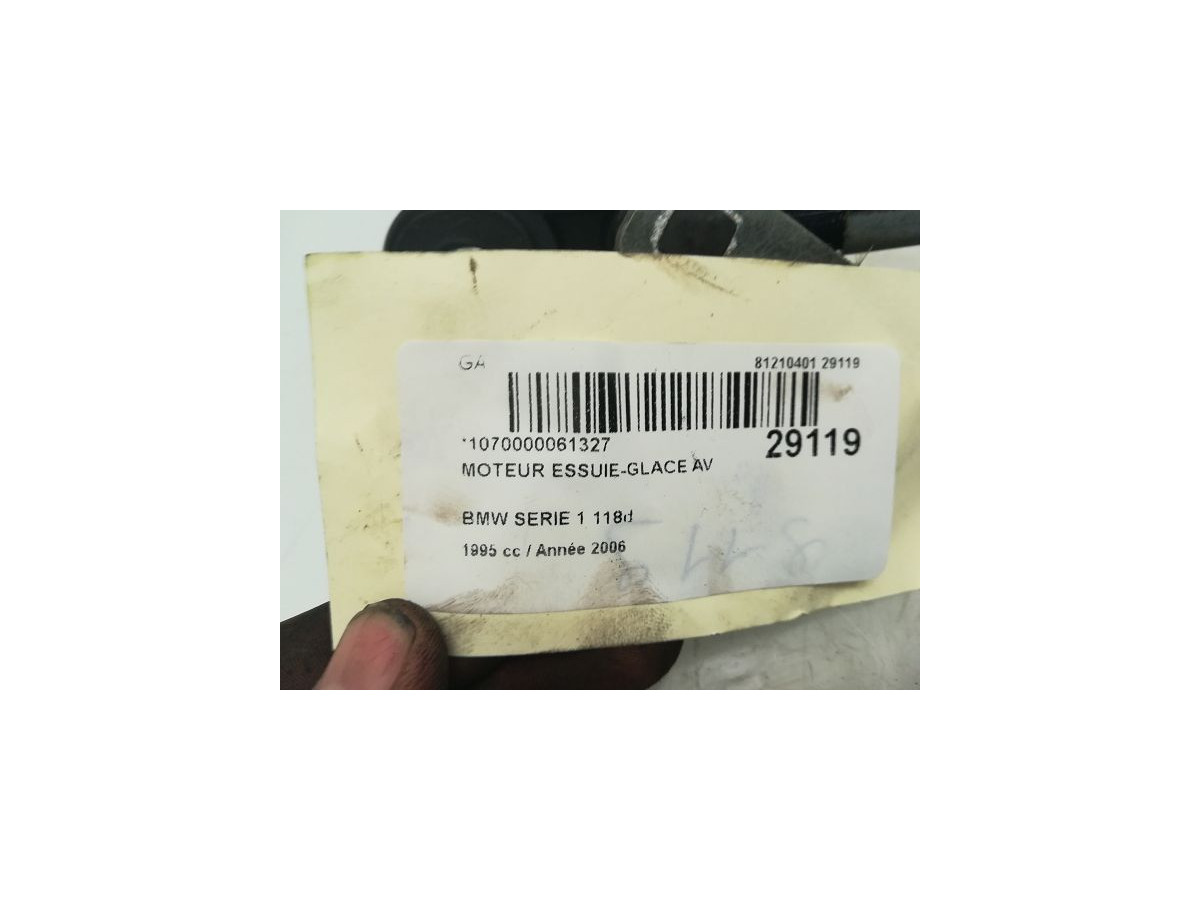 GA 81210401 29119
*1070000061327 29119
MOTEUR ESSUIE-GLACE AV
BMW SERIE 1 118d
1995 cc / Année 2006